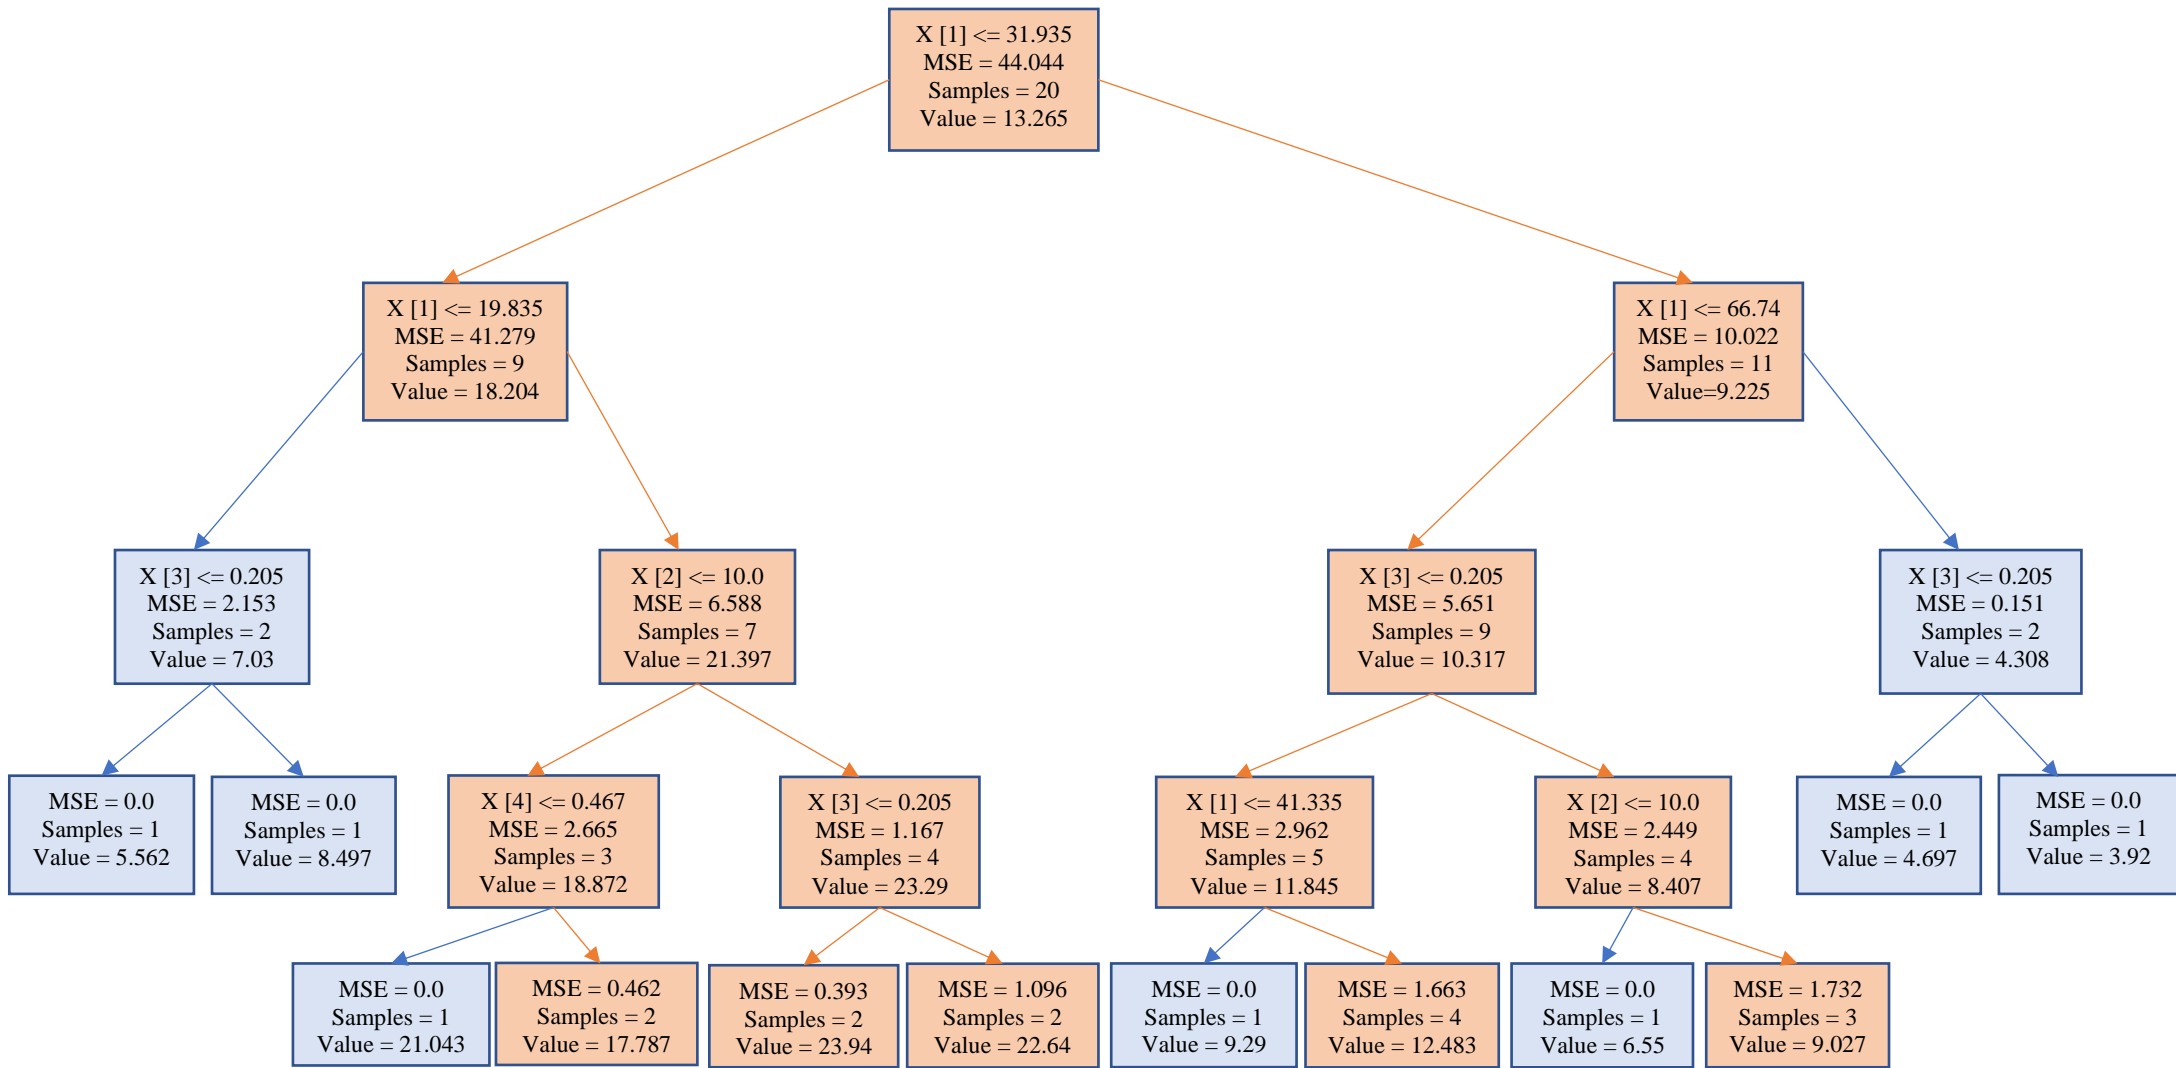 X [1] <= 31.935
MSE = 44.044
Samples = 20
Value = 13.265
X [1] <= 19.835
MSE = 41.279
Samples = 9
Value = 18.204
X [1] <= 66.74
MSE = 10.022
Samples = 11
Value=9.225
X [3] <= 0.205
MSE = 2.153
Samples = 2
Value = 7.03
X [2] <= 10.0
MSE = 6.588
Samples = 7
Value = 21.397
X [3] <= 0.205
MSE = 5.651
Samples = 9
Value = 10.317
X [3] <= 0.205
MSE = 0.151
Samples = 2
Value = 4.308
MSE = 0.0
Samples = 1
Value = 5.562
MSE = 0.0
Samples = 1
Value = 8.497
X [4] <= 0.467
MSE = 2.665
Samples = 3
Value = 18.872
X [3] <= 0.205
MSE = 1.167
Samples = 4
Value = 23.29
X [1] <= 41.335
MSE = 2.962
Samples = 5
Value = 11.845
X [2] <= 10.0
MSE = 2.449
Samples = 4
Value = 8.407
MSE = 0.0
Samples = 1
Value = 4.697
MSE = 0.0
Samples = 1
Value = 3.92
MSE = 0.0
Samples = 1
Value = 21.043
MSE = 0.462
Samples = 2
Value = 17.787
MSE = 0.393
Samples = 2
Value = 23.94
MSE = 1.096
Samples = 2
Value = 22.64
MSE = 0.0
Samples = 1
Value = 9.29
MSE = 1.663
Samples = 4
Value = 12.483
MSE = 0.0
Samples = 1
Value = 6.55
MSE = 1.732
Samples = 3
Value = 9.027